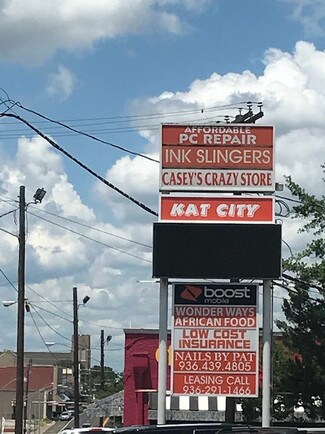 AFFORDABLE
PC REPAIR
INK SLINGERS
CASEY'S CRAZY STORE
KAT CITY
boost
mobile
WONDER WAYS
AFRICAN FOOD
LOW COST
INSURANCE
NAILS BY PAT
936.439.4805
LEASING CALL
936-291-1466